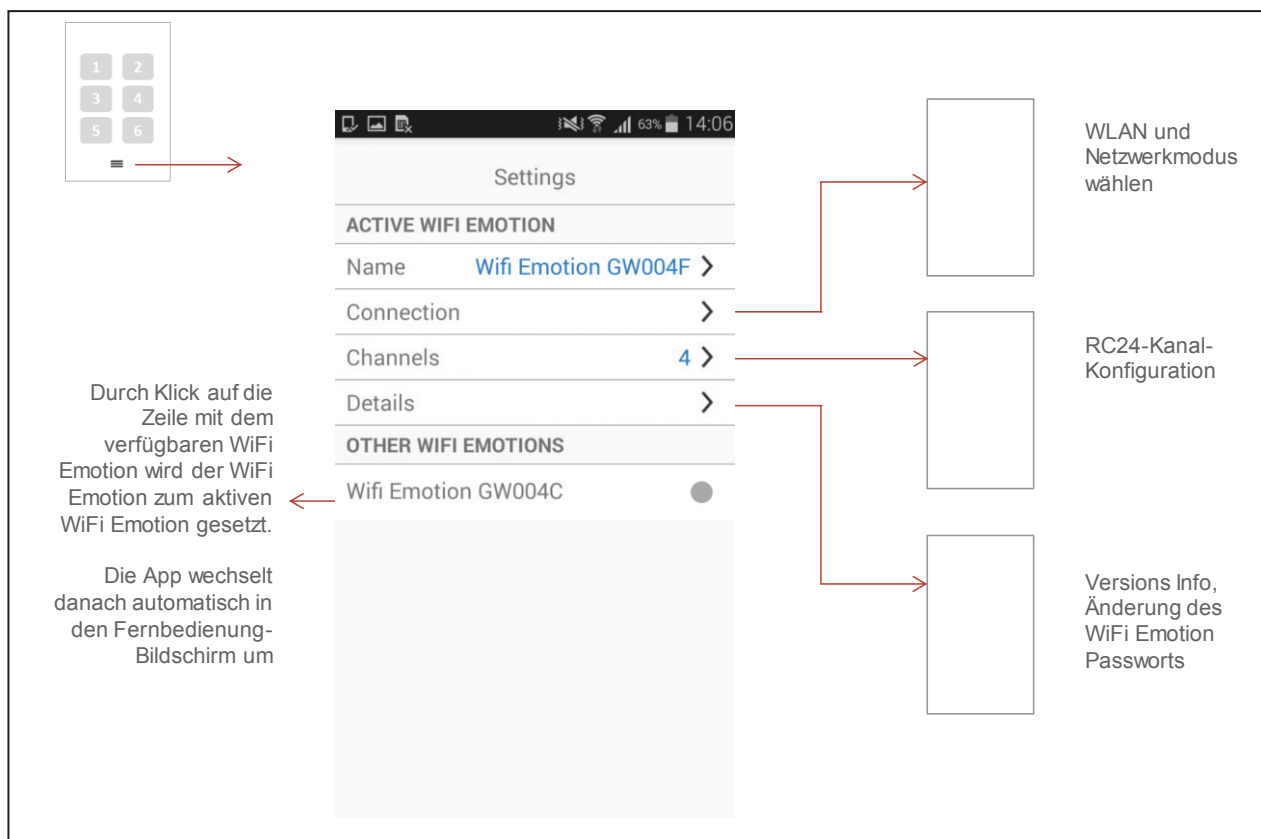 1 2
3 4
5 6
63% 14:06
Settings
ACTIVE WIFI EMOTION
Name Wifi Emotion GW004F
Connection
Channels 4
Details
OTHER WIFI EMOTIONS
Wifi Emotion GW004C
Durch Klick auf die
Zeile mit dem
verfügbaren WiFi
Emotion wird der WiFi
Emotion zum aktiven
WiFi Emotion gesetzt.
Die App wechselt
danach automatisch in
den Fernbedienung-
Bildschirm um
WLAN und
Netzwerkmodus
wählen
RC24-Kanal-
Konfiguration
Versions Info,
Änderung des
WiFi Emotion
Passworts